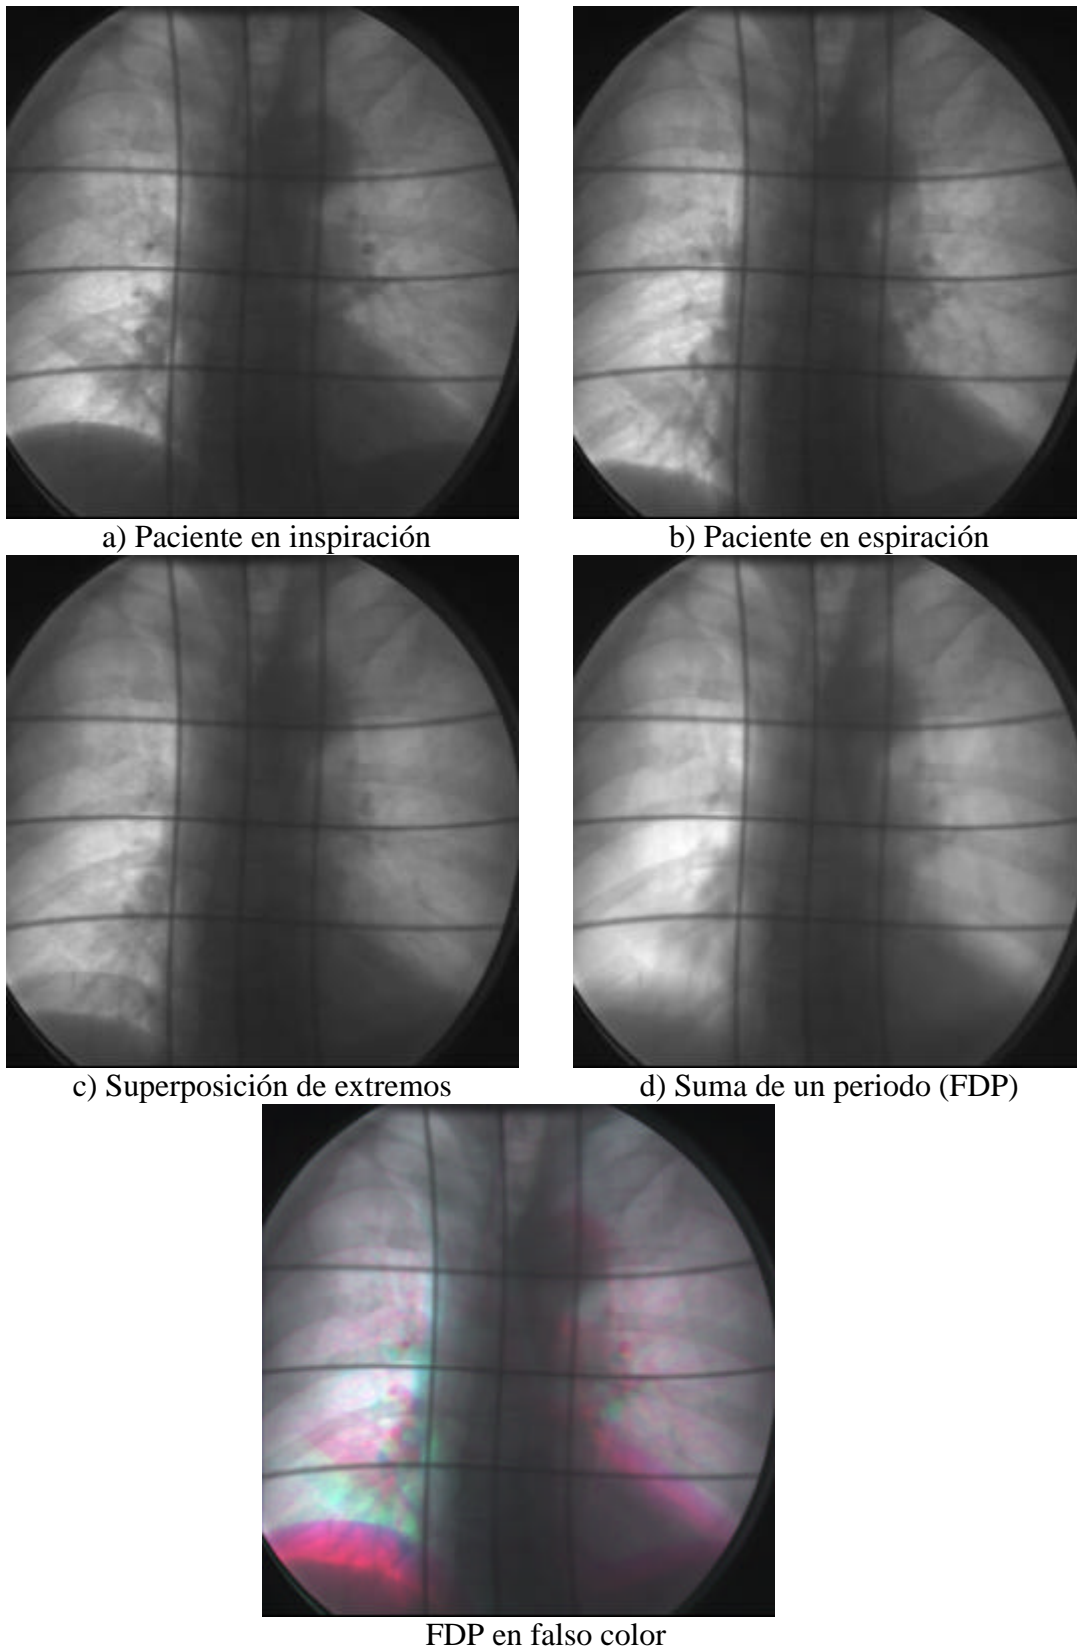 a) Paciente en inspiración
b) Paciente en espiración
c) Superposición de extremos
d) Suma de un periodo (FDP)
FDP en falso color